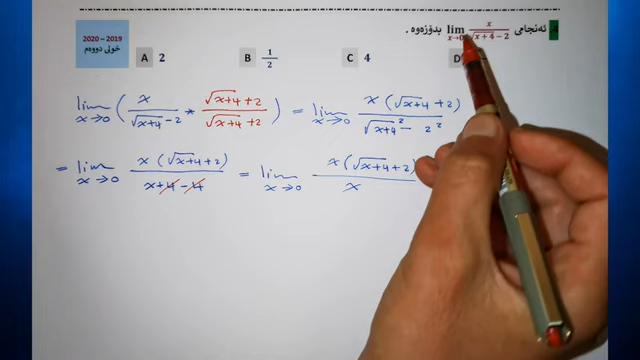 4. ئەنجامی lim x→0 x/(√(x+4) − 2) بدۆزەوە .
2020 – 2019
خولی دووەم
A 2 B 1/2 C 4 D
lim x→0 ( x/(√(x+4) − 2) * (√(x+4) + 2)/(√(x+4) + 2) ) = lim x→0 x(√(x+4) + 2)/(√(x+4)² − 2²)
= lim x→0 x(√(x+4) + 2)/(x+4−4) = lim x→0 x(√(x+4) + 2)/x